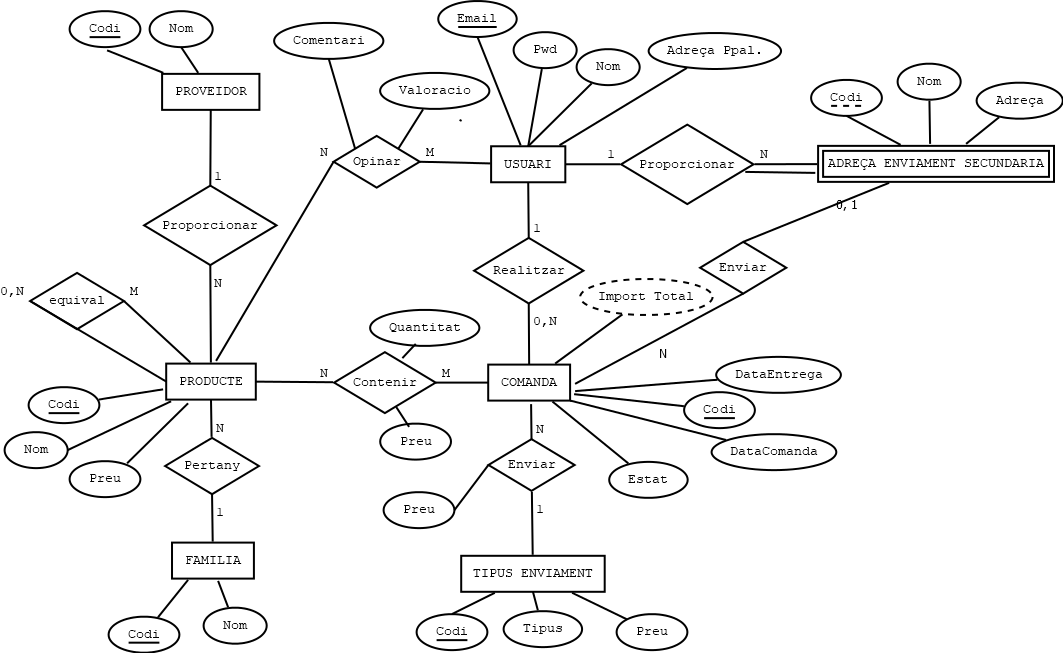 Email
Codi
Nom
Comentari
Pwd
Adreça Ppal.
Nom
Nom
Valoracio
PROVEIDOR
Codi
Adreça
N
Opinar
M
USUARI
1
Proporcionar
N
ADREÇA ENVIAMENT SECUNDARIA
1
0,1
Proporcionar
1
Enviar
Realitzar
N
0,N
equival
M
Import Total
0,N
Quantitat
N
PRODUCTE
N
Contenir
M
COMANDA
DataEntrega
Codi
Codi
N
N
Preu
Nom
DataComanda
Pertany
Enviar
Preu
Estat
1
Preu
1
FAMILIA
TIPUS ENVIAMENT
Codi
Nom
Codi
Tipus
Preu